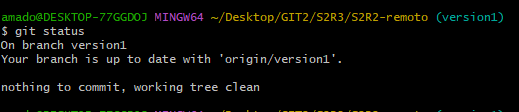 amado@DESKTOP-77GGDOJ MINGW64 ~/Desktop/GIT2/S2R3/S2R2-remoto (version1)
$ git status
On branch version1
Your branch is up to date with 'origin/version1'.
nothing to commit, working tree clean